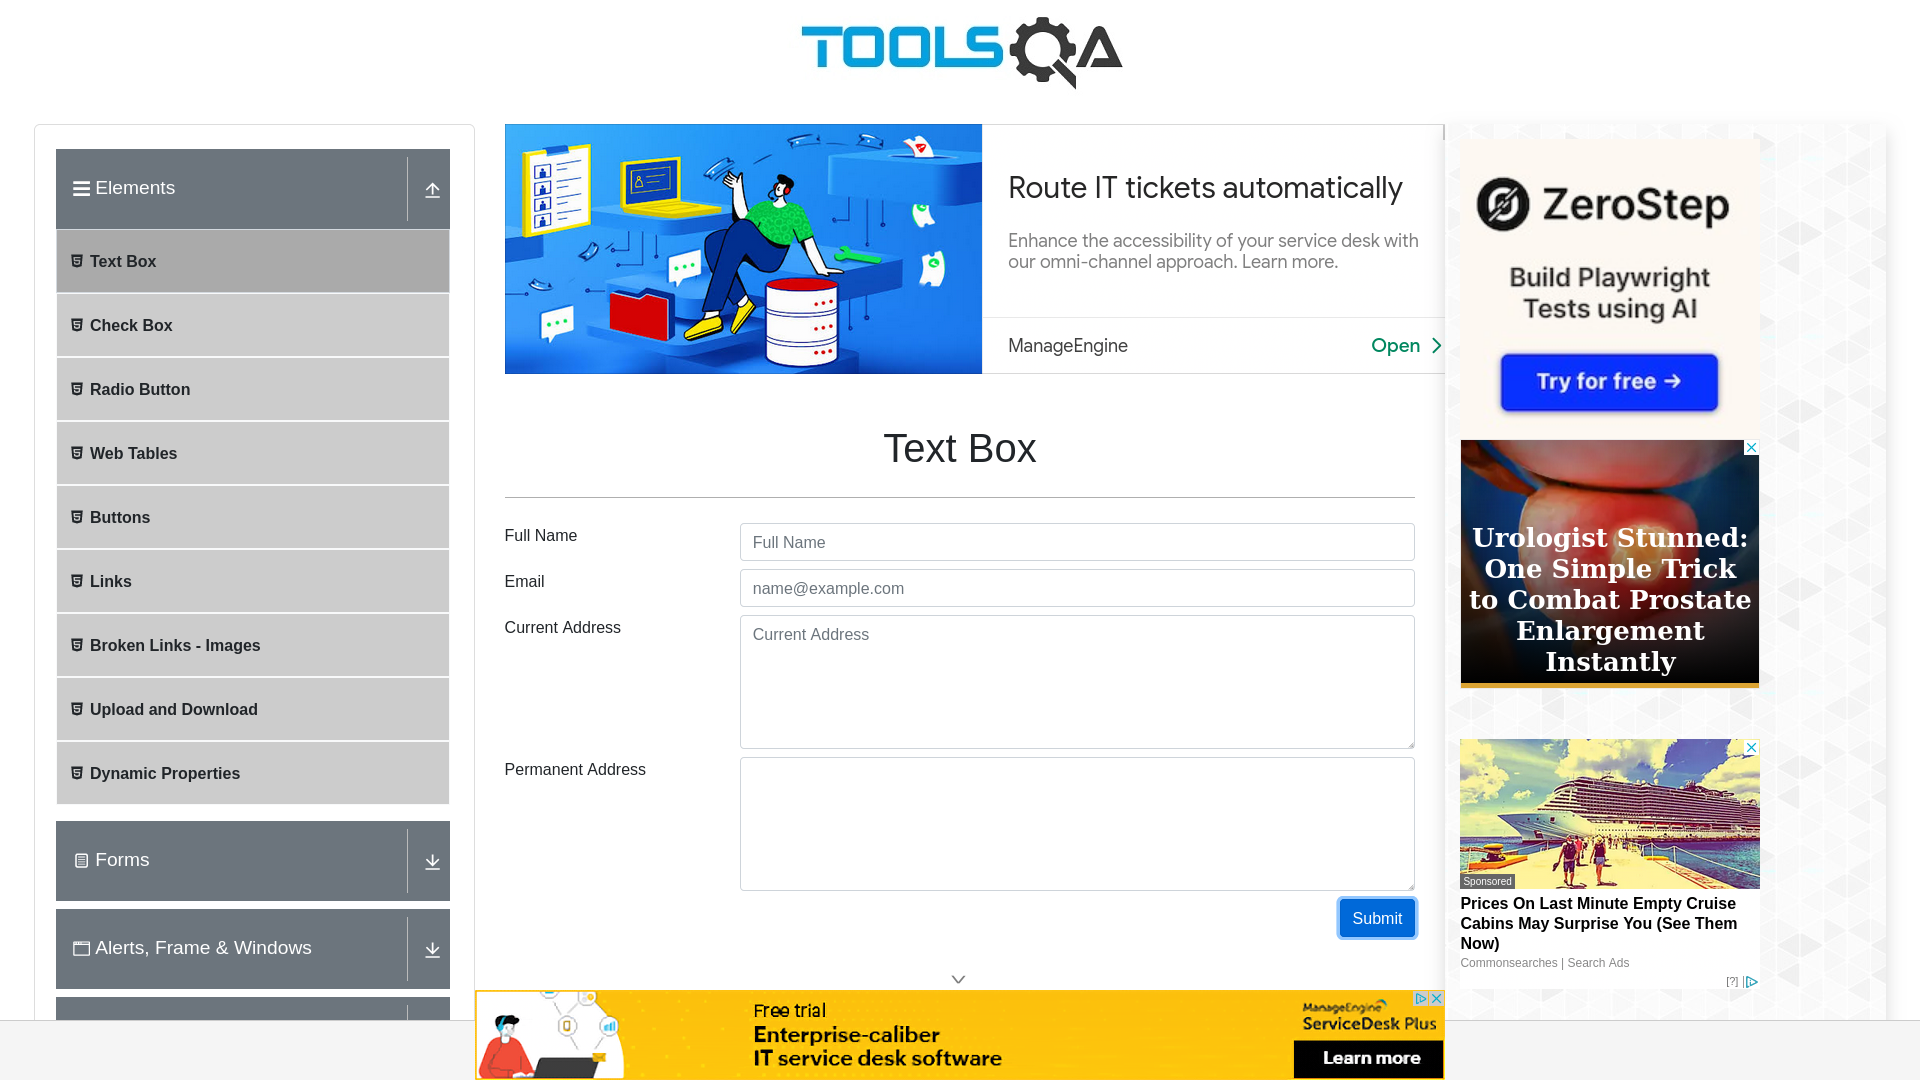 TOOLSQA
Elements
Text Box
Check Box
Radio Button
Web Tables
Buttons
Links
Broken Links - Images
Upload and Download
Dynamic Properties
Forms
Alerts, Frame & Windows
Route IT tickets automatically
Enhance the accessibility of your service desk with
our omni-channel approach. Learn more.
ManageEngine
Open
Text Box
Full Name
Full Name
Email
name@example.com
Current Address
Current Address
Permanent Address
Submit
Free trial
Enterprise-caliber
IT service desk software
ManageEngine
ServiceDesk Plus
Learn more
ZeroStep
Build Playwright
Tests using AI
Try for free →
Urologist Stunned:
One Simple Trick
to Combat Prostate
Enlargement
Instantly
Sponsored
Prices On Last Minute Empty Cruise
Cabins May Surprise You (See Them
Now)
Commonsearches | Search Ads
[?]